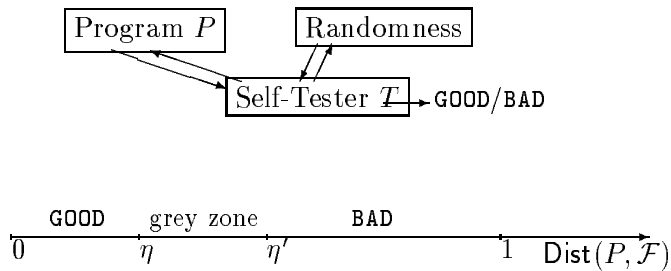 Program P Randomness
Self-Tester T GOOD/BAD
GOOD grey zone BAD
0 η η′ 1 Dist(P, ℱ)